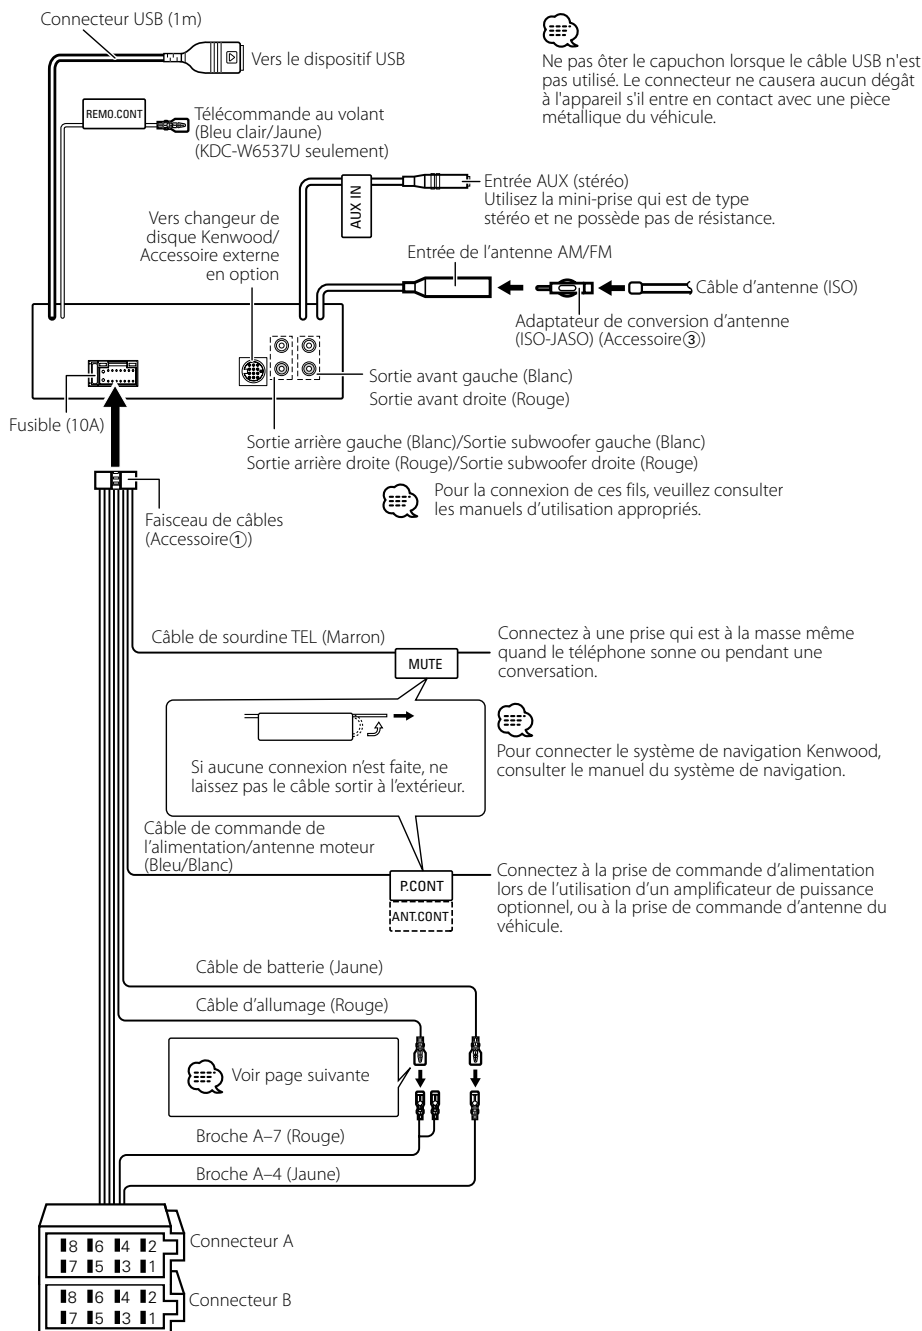 Connecteur USB (1m)
Vers le dispositif USB
Ne pas ôter le capuchon lorsque le câble USB n'est
pas utilisé. Le connecteur ne causera aucun dégât
à l'appareil s'il entre en contact avec une pièce
métallique du véhicule.
REMO.CONT
Télécommande au volant
(Bleu clair/Jaune)
(KDC-W6537U seulement)
AUX IN
Entrée AUX (stéréo)
Utilisez la mini-prise qui est de type
stéréo et ne possède pas de résistance.
Vers changeur de
disque Kenwood/
Accessoire externe
en option
Entrée de l’antenne AM/FM
Câble d’antenne (ISO)
Adaptateur de conversion d’antenne
(ISO-JASO) (Accessoire③)
Sortie avant gauche (Blanc)
Sortie avant droite (Rouge)
Fusible (10A)
Sortie arrière gauche (Blanc)/Sortie subwoofer gauche (Blanc)
Sortie arrière droite (Rouge)/Sortie subwoofer droite (Rouge)
Pour la connexion de ces fils, veuillez consulter
les manuels d’utilisation appropriés.
Faisceau de câbles
(Accessoire①)
Câble de sourdine TEL (Marron)
MUTE
Connectez à une prise qui est à la masse même
quand le téléphone sonne ou pendant une
conversation.
Si aucune connexion n’est faite, ne
laissez pas le câble sortir à l’extérieur.
Pour connecter le système de navigation Kenwood,
consulter le manuel du système de navigation.
Câble de commande de
l’alimentation/antenne moteur
(Bleu/Blanc)
P.CONT
ANT.CONT
Connectez à la prise de commande d’alimentation
lors de l’utilisation d’un amplificateur de puissance
optionnel, ou à la prise de commande d’antenne du
véhicule.
Câble de batterie (Jaune)
Câble d’allumage (Rouge)
Voir page suivante
Broche A–7 (Rouge)
Broche A–4 (Jaune)
8 6 4 2
7 5 3 1
Connecteur A
8 6 4 2
7 5 3 1
Connecteur B